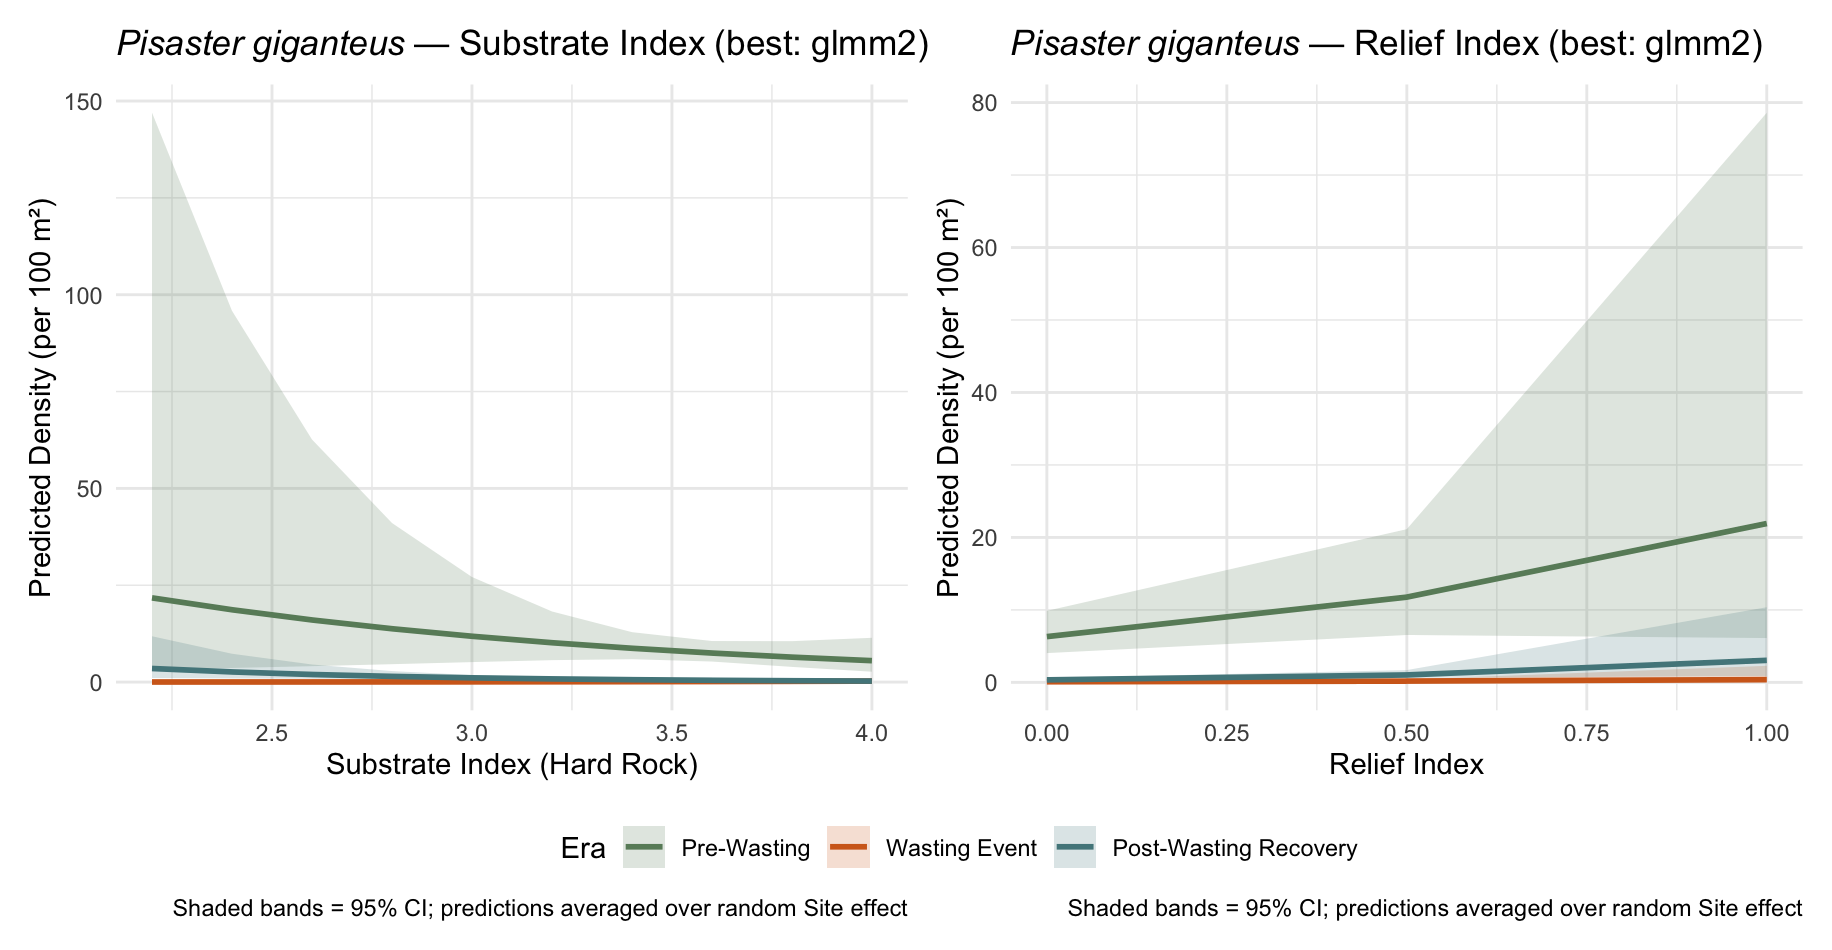 Pisaster giganteus — Substrate Index (best: glmm2)
Predicted Density (per 100 m²)
150
100
50
0
2.5 3.0 3.5 4.0
Substrate Index (Hard Rock)
Pisaster giganteus — Relief Index (best: glmm2)
Predicted Density (per 100 m²)
80
60
40
20
0
0.00 0.25 0.50 0.75 1.00
Relief Index
Era Pre-Wasting Wasting Event Post-Wasting Recovery
Shaded bands = 95% CI; predictions averaged over random Site effect
Shaded bands = 95% CI; predictions averaged over random Site effect